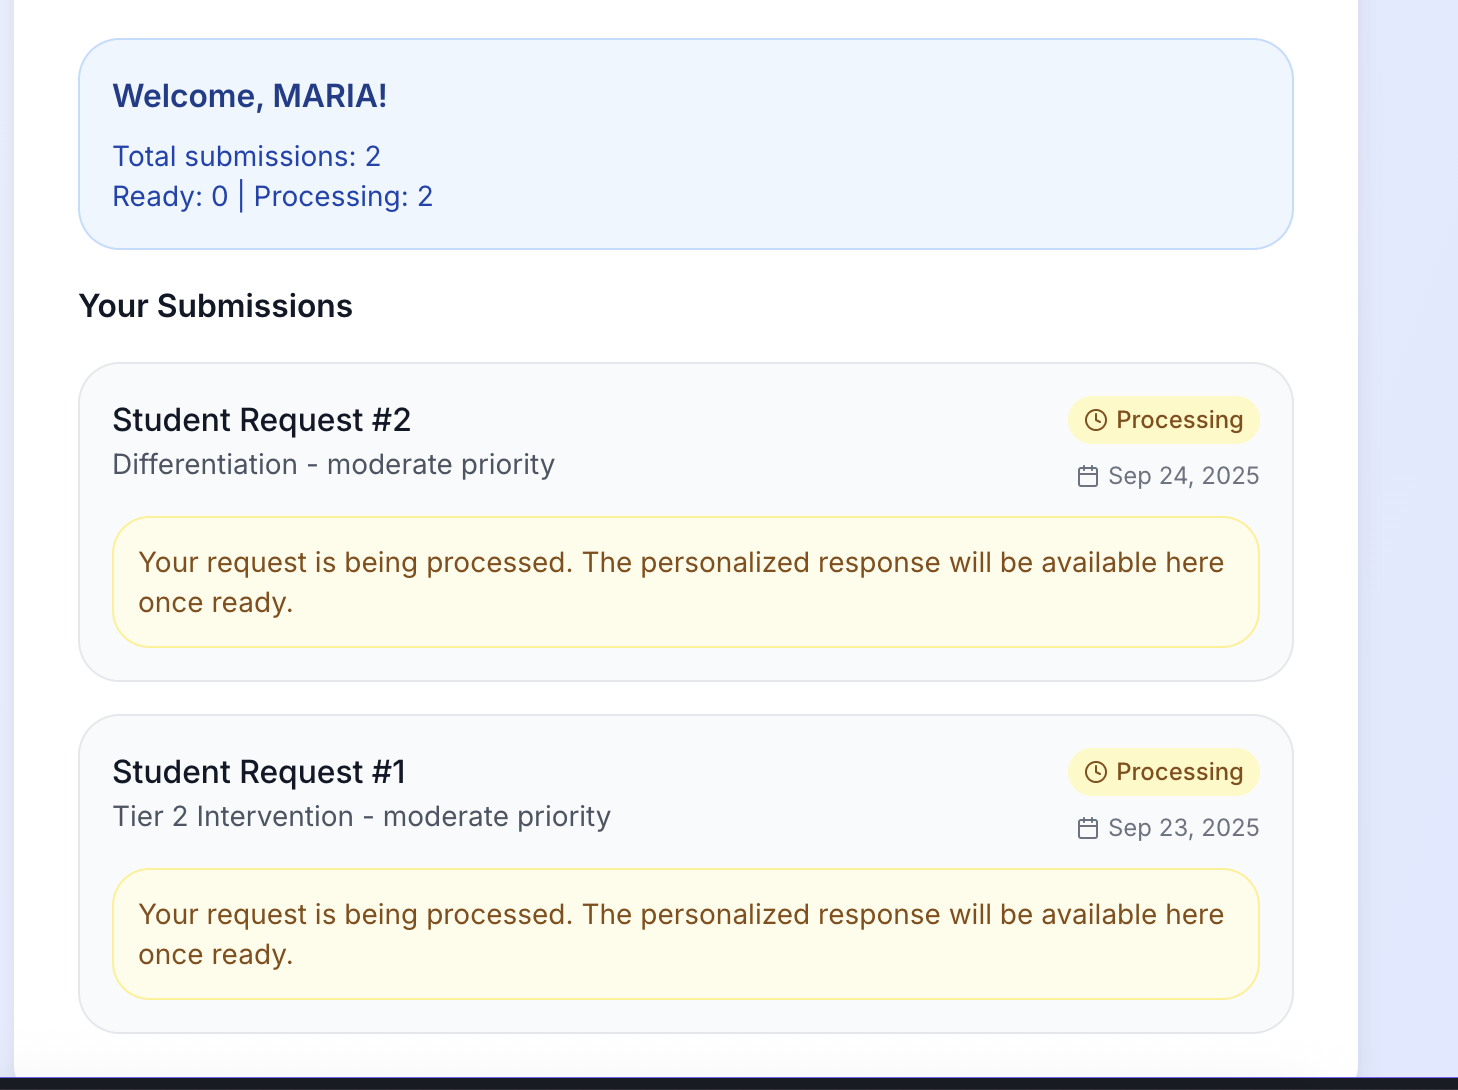 Welcome, MARIA!
Total submissions: 2
Ready: 0 | Processing: 2
Your Submissions
Student Request #2
Processing
Differentiation - moderate priority
Sep 24, 2025
Your request is being processed. The personalized response will be available here
once ready.
Student Request #1
Processing
Tier 2 Intervention - moderate priority
Sep 23, 2025
Your request is being processed. The personalized response will be available here
once ready.